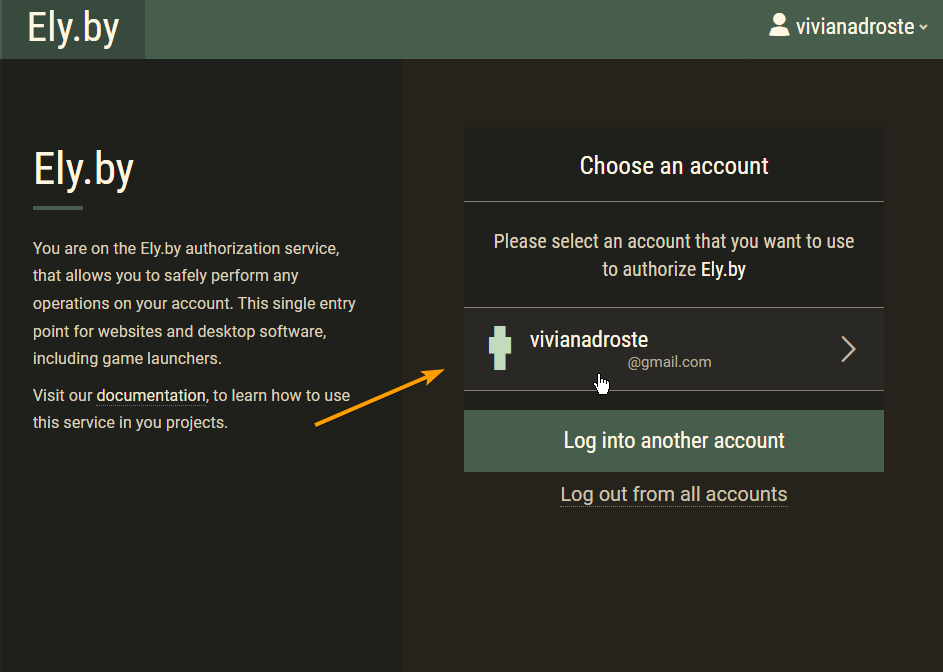 Ely.by
vivianadroste
Ely.by
You are on the Ely.by authorization service,
that allows you to safely perform any
operations on your account. This single entry
point for websites and desktop software,
including game launchers.
Visit our documentation, to learn how to use
this service in you projects.
Choose an account
Please select an account that you want to use
to authorize Ely.by
vivianadroste
@gmail.com
Log into another account
Log out from all accounts